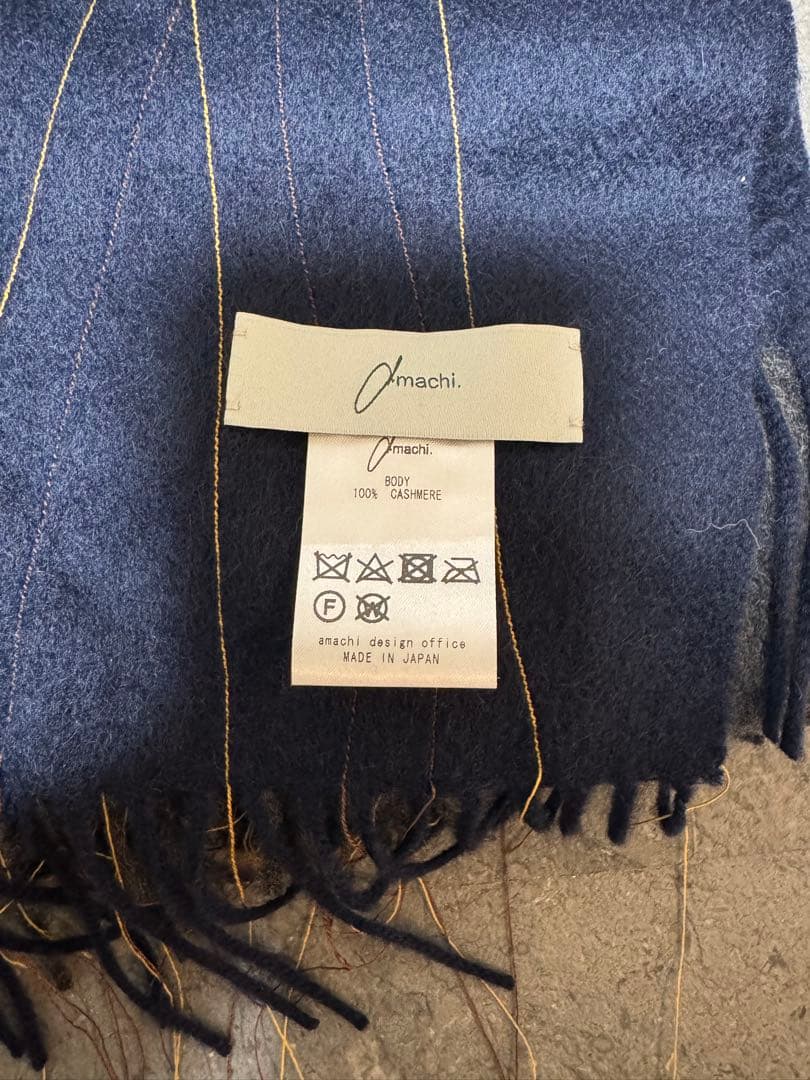 amachi.
amachi.
BODY
100% CASHMERE
F W
amachi design office
MADE IN JAPAN